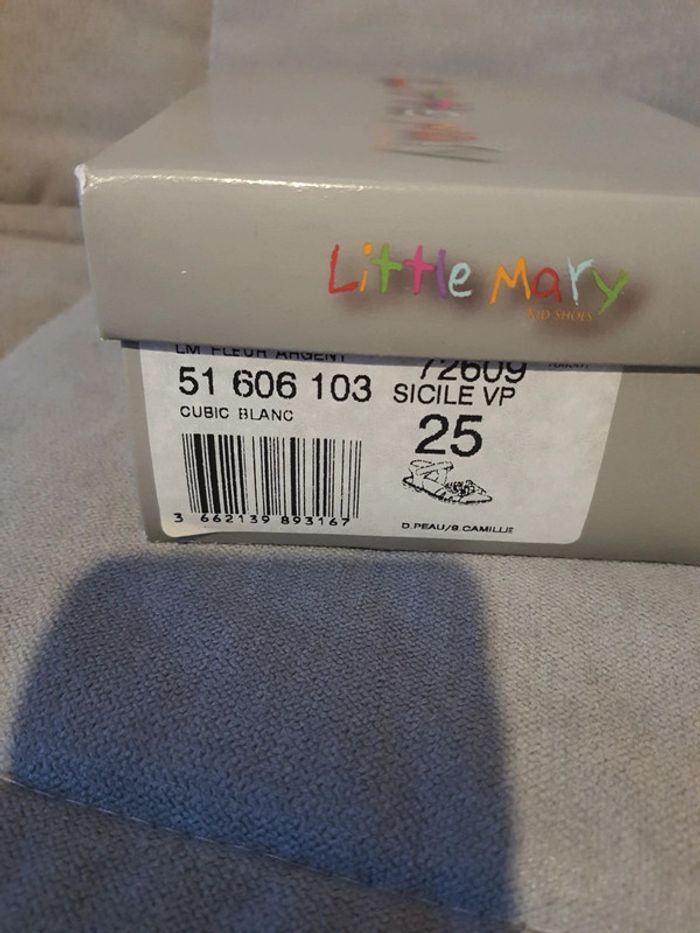 Little Mary
KID SHOES
LM FLEUR ARGENT
72609
51 606 103
SICILE VP
CUBIC BLANC
25
3 662139 893167
D.PEAU/S.CAMILLE